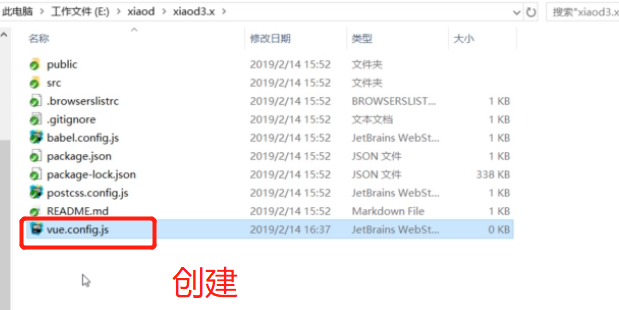 此电脑 > 工作文件 (E:) > xiaod > xiaod3.x > 搜索"xiaod3.x
名称 修改日期 类型 大小
public 2019/2/14 15:52 文件夹
src 2019/2/14 15:52 文件夹
.browserslistrc 2019/2/14 15:52 BROWSERSLIST... 1 KB
.gitignore 2019/2/14 15:52 文本文档 1 KB
babel.config.js 2019/2/14 15:52 JetBrains WebSt... 1 KB
package.json 2019/2/14 15:52 JSON 文件 1 KB
package-lock.json 2019/2/14 15:52 JSON 文件 338 KB
postcss.config.js 2019/2/14 15:52 JetBrains WebSt... 1 KB
README.md 2019/2/14 15:52 Markdown File 1 KB
vue.config.js 2019/2/14 16:37 JetBrains WebSt... 0 KB
创建